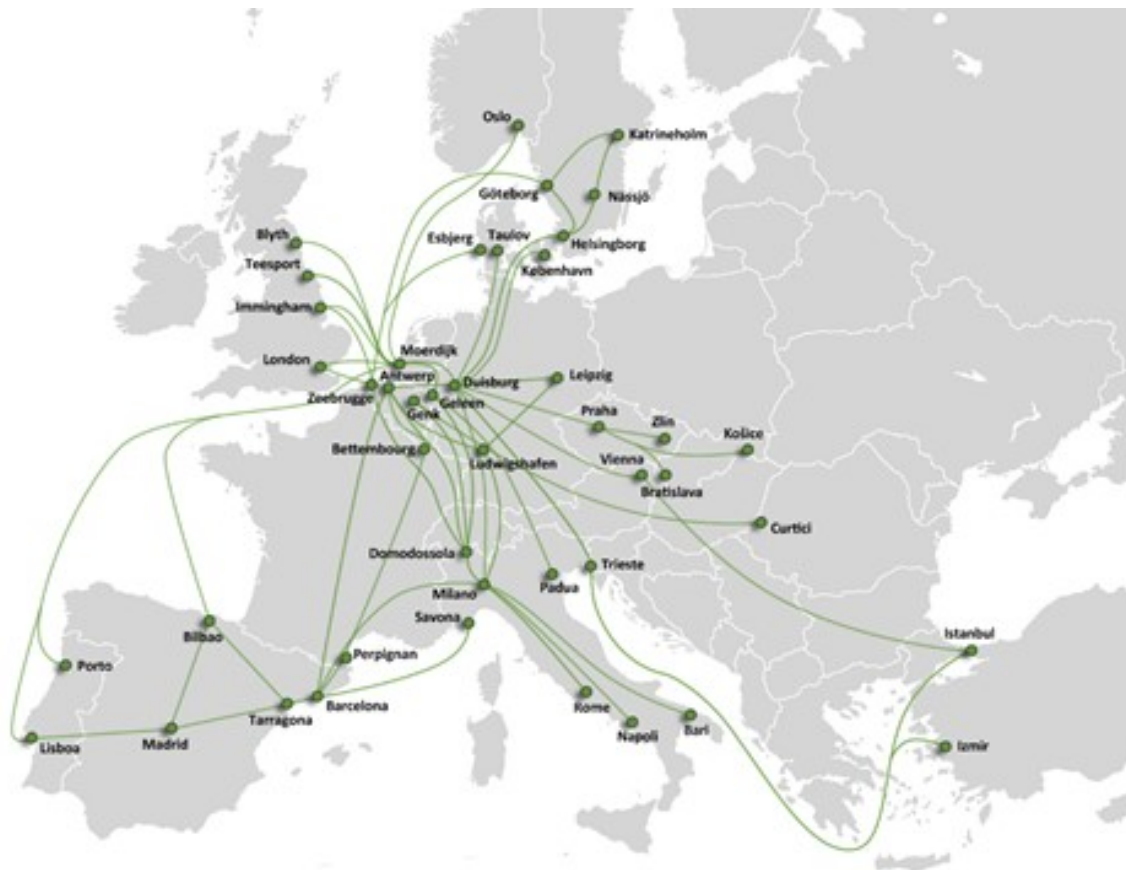 Oslo
Katrineholm
Göteborg
Nässjö
Blyth
Esbjerg
Taulov
Helsingborg
Teesport
København
Immingham
London
Moerdijk
Antwerp
Duisburg
Leipzig
Zeebrugge
Geleen
Genk
Praha
Zlin
Košice
Bettembourg
Ludwigshafen
Vienna
Bratislava
Curtici
Domodossola
Trieste
Milano
Padua
Savona
Bilbao
Istanbul
Porto
Perpignan
Barcelona
Rome
Tarragona
Napoli
Bari
Lisboa
Madrid
Izmir